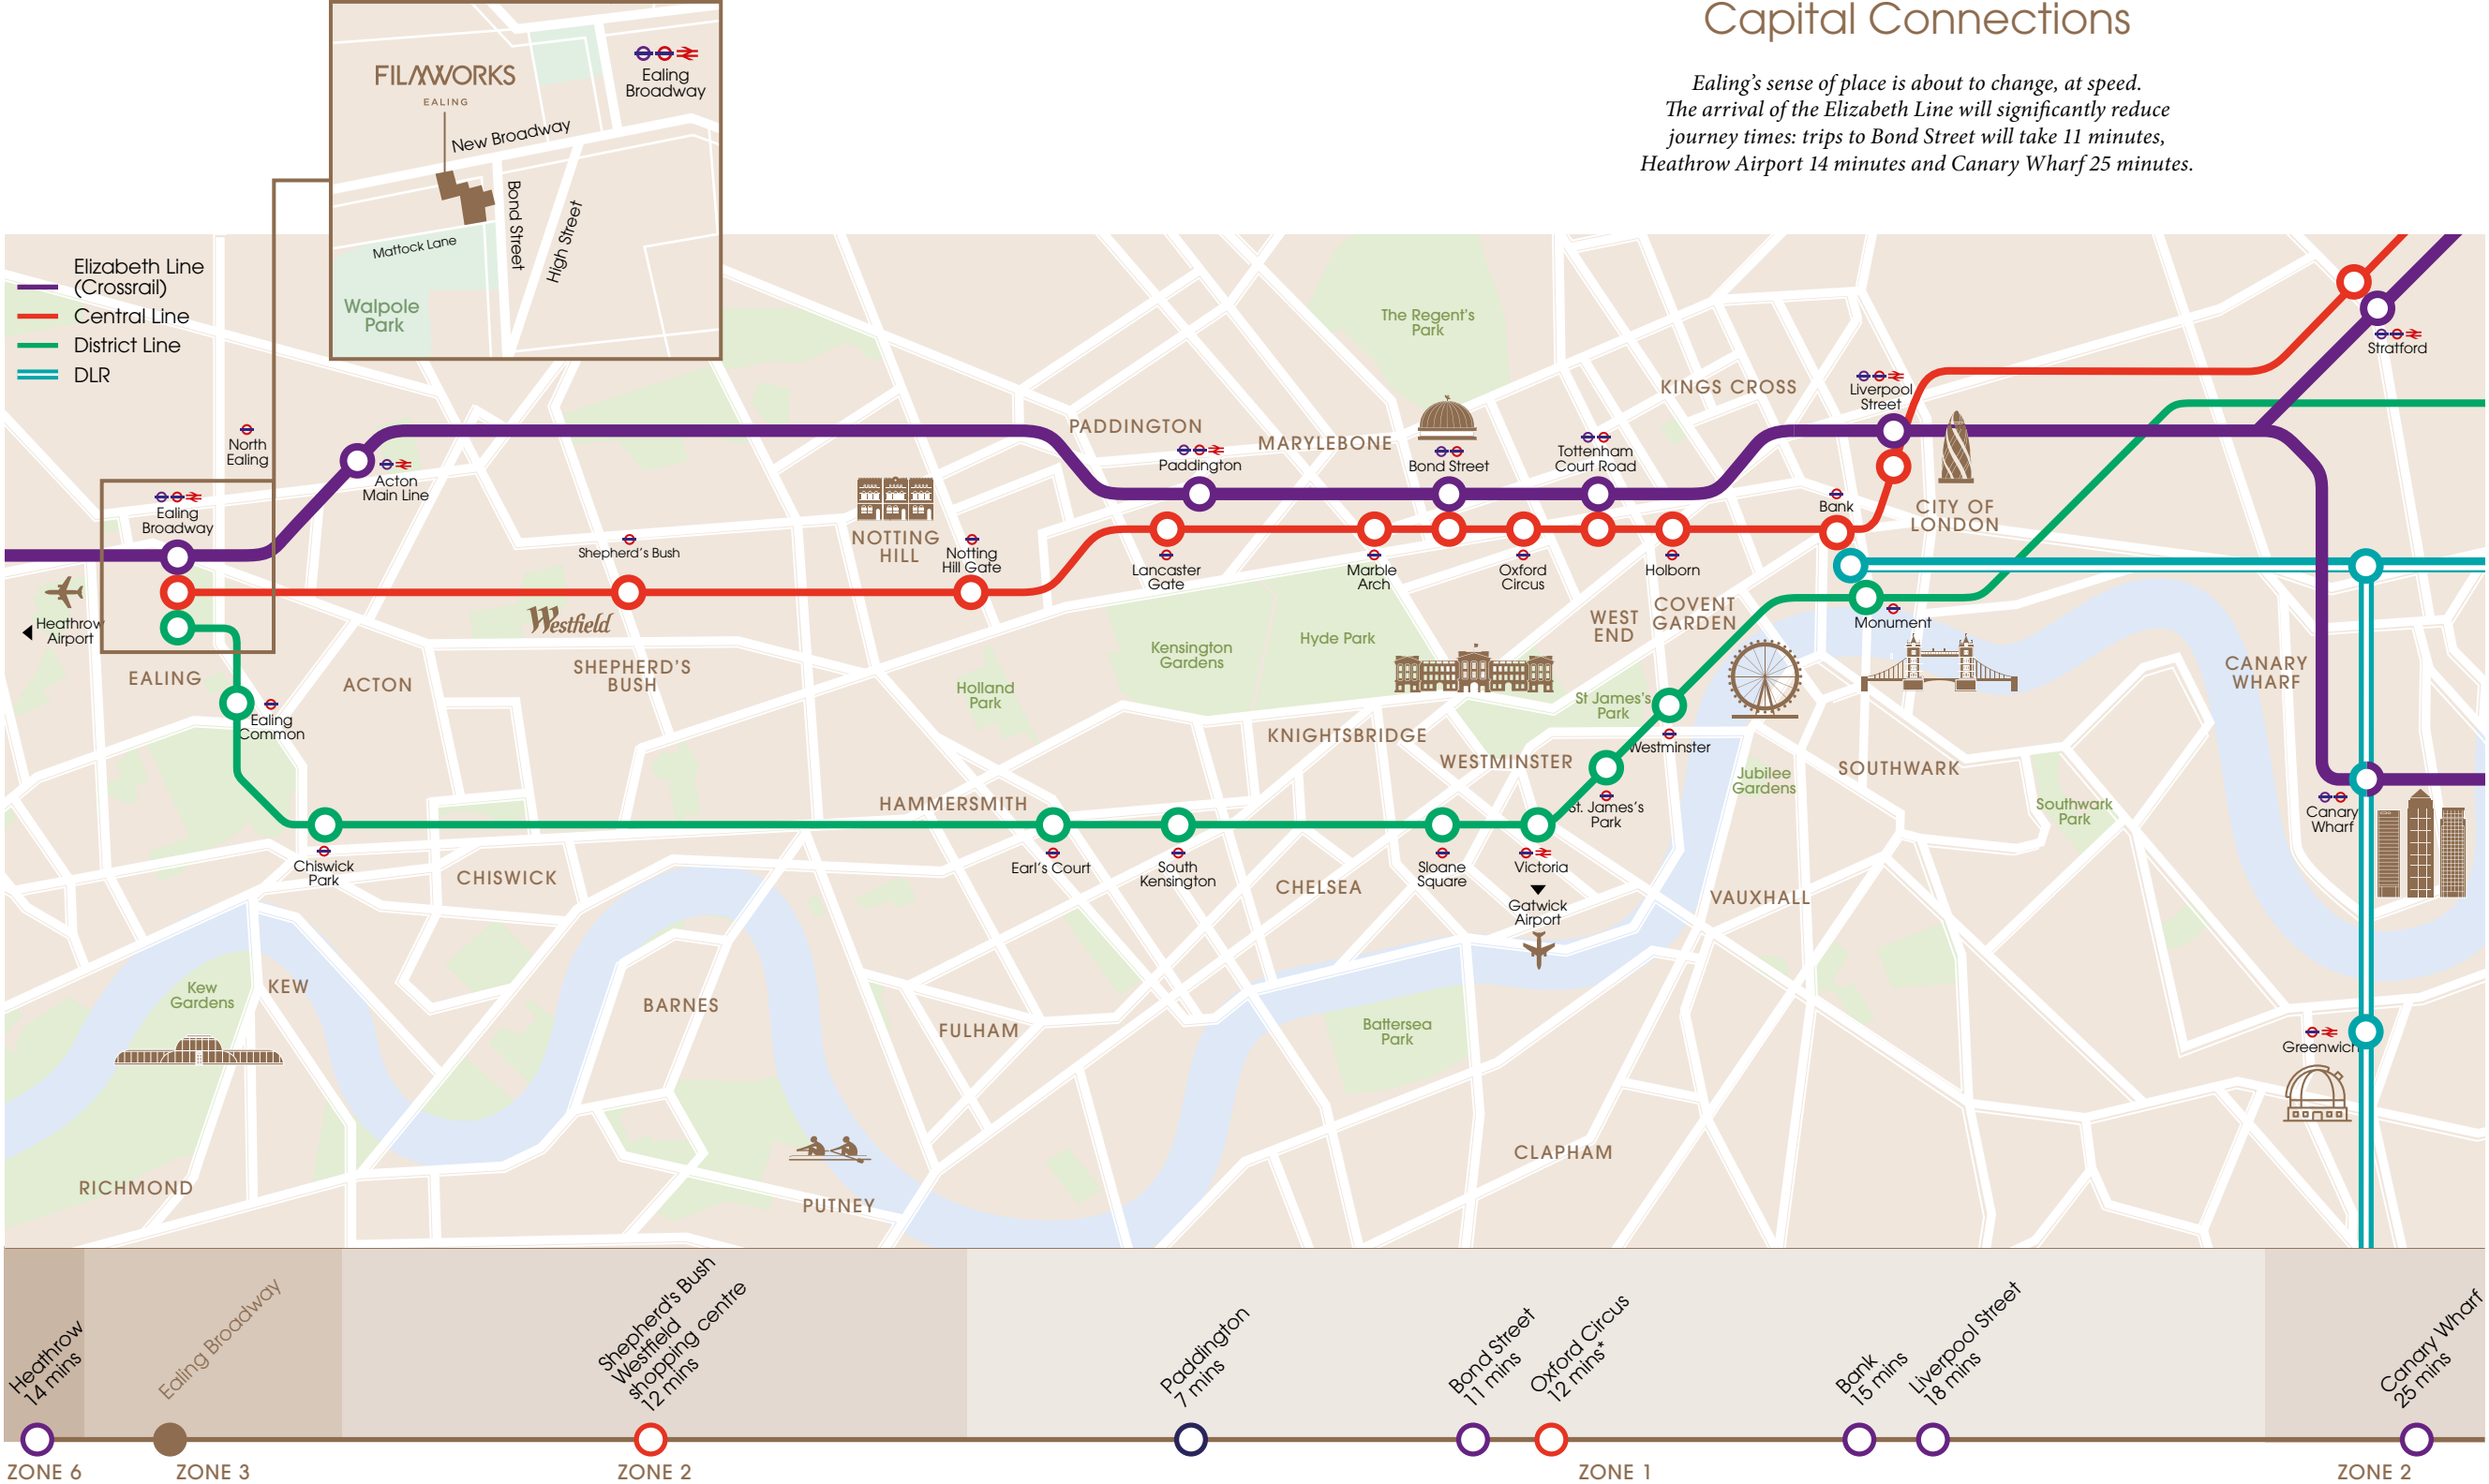 Capital Connections
Ealing’s sense of place is about to change, at speed.
The arrival of the Elizabeth Line will significantly reduce
journey times: trips to Bond Street will take 11 minutes,
Heathrow Airport 14 minutes and Canary Wharf 25 minutes.
FILMWORKS
EALING
Ealing
Broadway
New Broadway
Bond Street
High Street
Mattock Lane
Walpole
Park
Elizabeth Line
(Crossrail)
Central Line
District Line
DLR
North
Ealing
Ealing
Broadway
Acton
Main Line
Heathrow
Airport
EALING
Ealing
Common
ACTON
Shepherd's Bush
Westfield
SHEPHERD'S
BUSH
NOTTING
HILL
Notting
Hill Gate
PADDINGTON
Paddington
MARYLEBONE
The Regent's
Park
Bond Street
Tottenham
Court Road
KINGS CROSS
Liverpool
Street
Stratford
Lancaster
Gate
Marble
Arch
Oxford
Circus
Holborn
Bank
CITY OF
LONDON
Monument
Kensington
Gardens
Hyde Park
WEST
END
COVENT
GARDEN
Holland
Park
St James's
Park
KNIGHTSBRIDGE
WESTMINSTER
Westminster
St. James's
Park
Jubilee
Gardens
SOUTHWARK
Southwark
Park
CANARY
WHARF
Canary
Wharf
HAMMERSMITH
Chiswick
Park
CHISWICK
Earl's Court
South
Kensington
CHELSEA
Sloane
Square
Victoria
Gatwick
Airport
VAUXHALL
Kew
Gardens
KEW
BARNES
FULHAM
Battersea
Park
Greenwich
CLAPHAM
RICHMOND
PUTNEY
Heathrow
14 mins
Ealing Broadway
Shepherd's Bush
Westfield
shopping centre
12 mins
Paddington
7 mins
Bond Street
11 mins
Oxford Circus
12 mins*
Bank
15 mins
Liverpool Street
18 mins
Canary Wharf
25 mins
ZONE 6
ZONE 3
ZONE 2
ZONE 1
ZONE 2